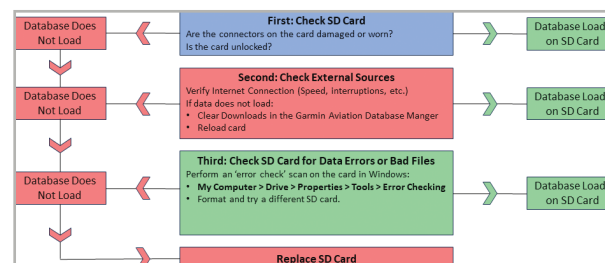 First: Check SD Card
Database Does
Not Load
Are the connectors on the card damaged or worn?
Is the card unlocked?
Database Load
on SD Card
Second: Check External Sources
Database Does
Not Load
Verify Internet Connection (Speed, interruptions, etc.)
If data does not load:
• Clear Downloads in the Garmin Aviation Database Manger
• Reload card
Database Load
on SD Card
Third: Check SD Card for Data Errors or Bad Files
Database Does
Not Load
Perform an 'error check' scan on the card in Windows:
• My Computer > Drive > Properties > Tools > Error Checking
• Format and try a different SD card.
Database Load
on SD Card
Replace SD Card